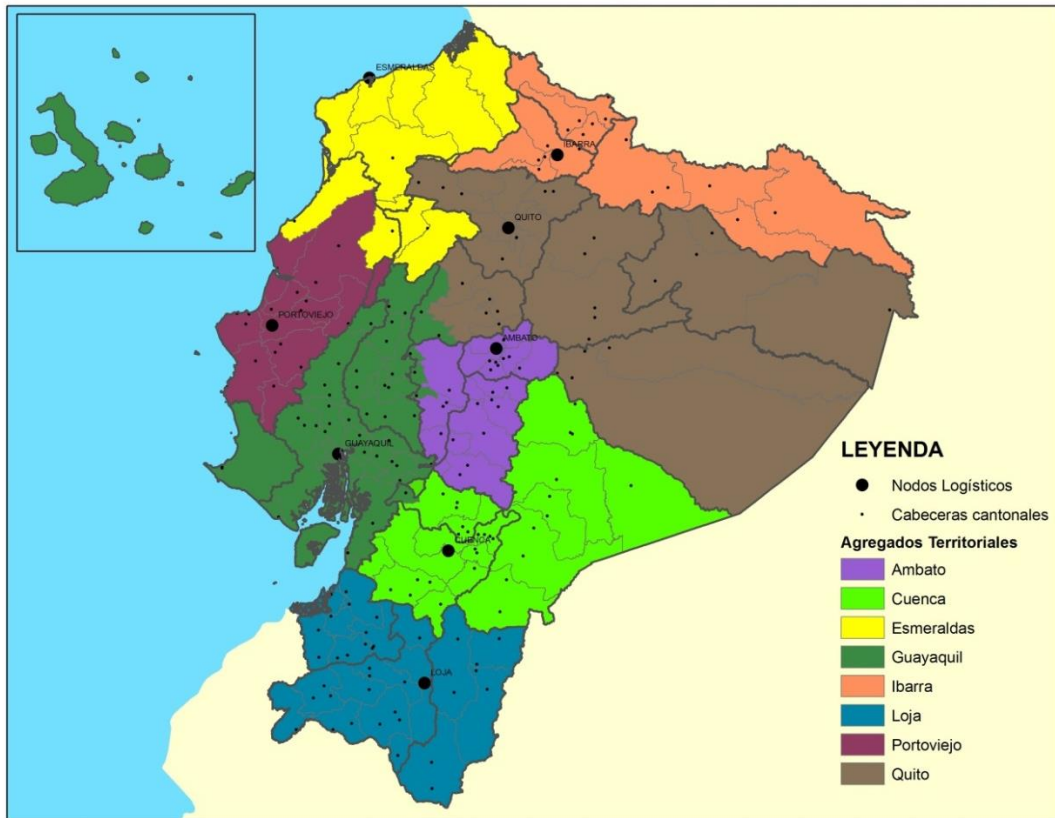 ESMERALDAS
IBARRA
QUITO
PORTOVIEJO
AMBATO
GUAYAQUIL
CUENCA
LOJA
LEYENDA
Nodos Logísticos
Cabeceras cantonales
Agregados Territoriales
Ambato
Cuenca
Esmeraldas
Guayaquil
Ibarra
Loja
Portoviejo
Quito